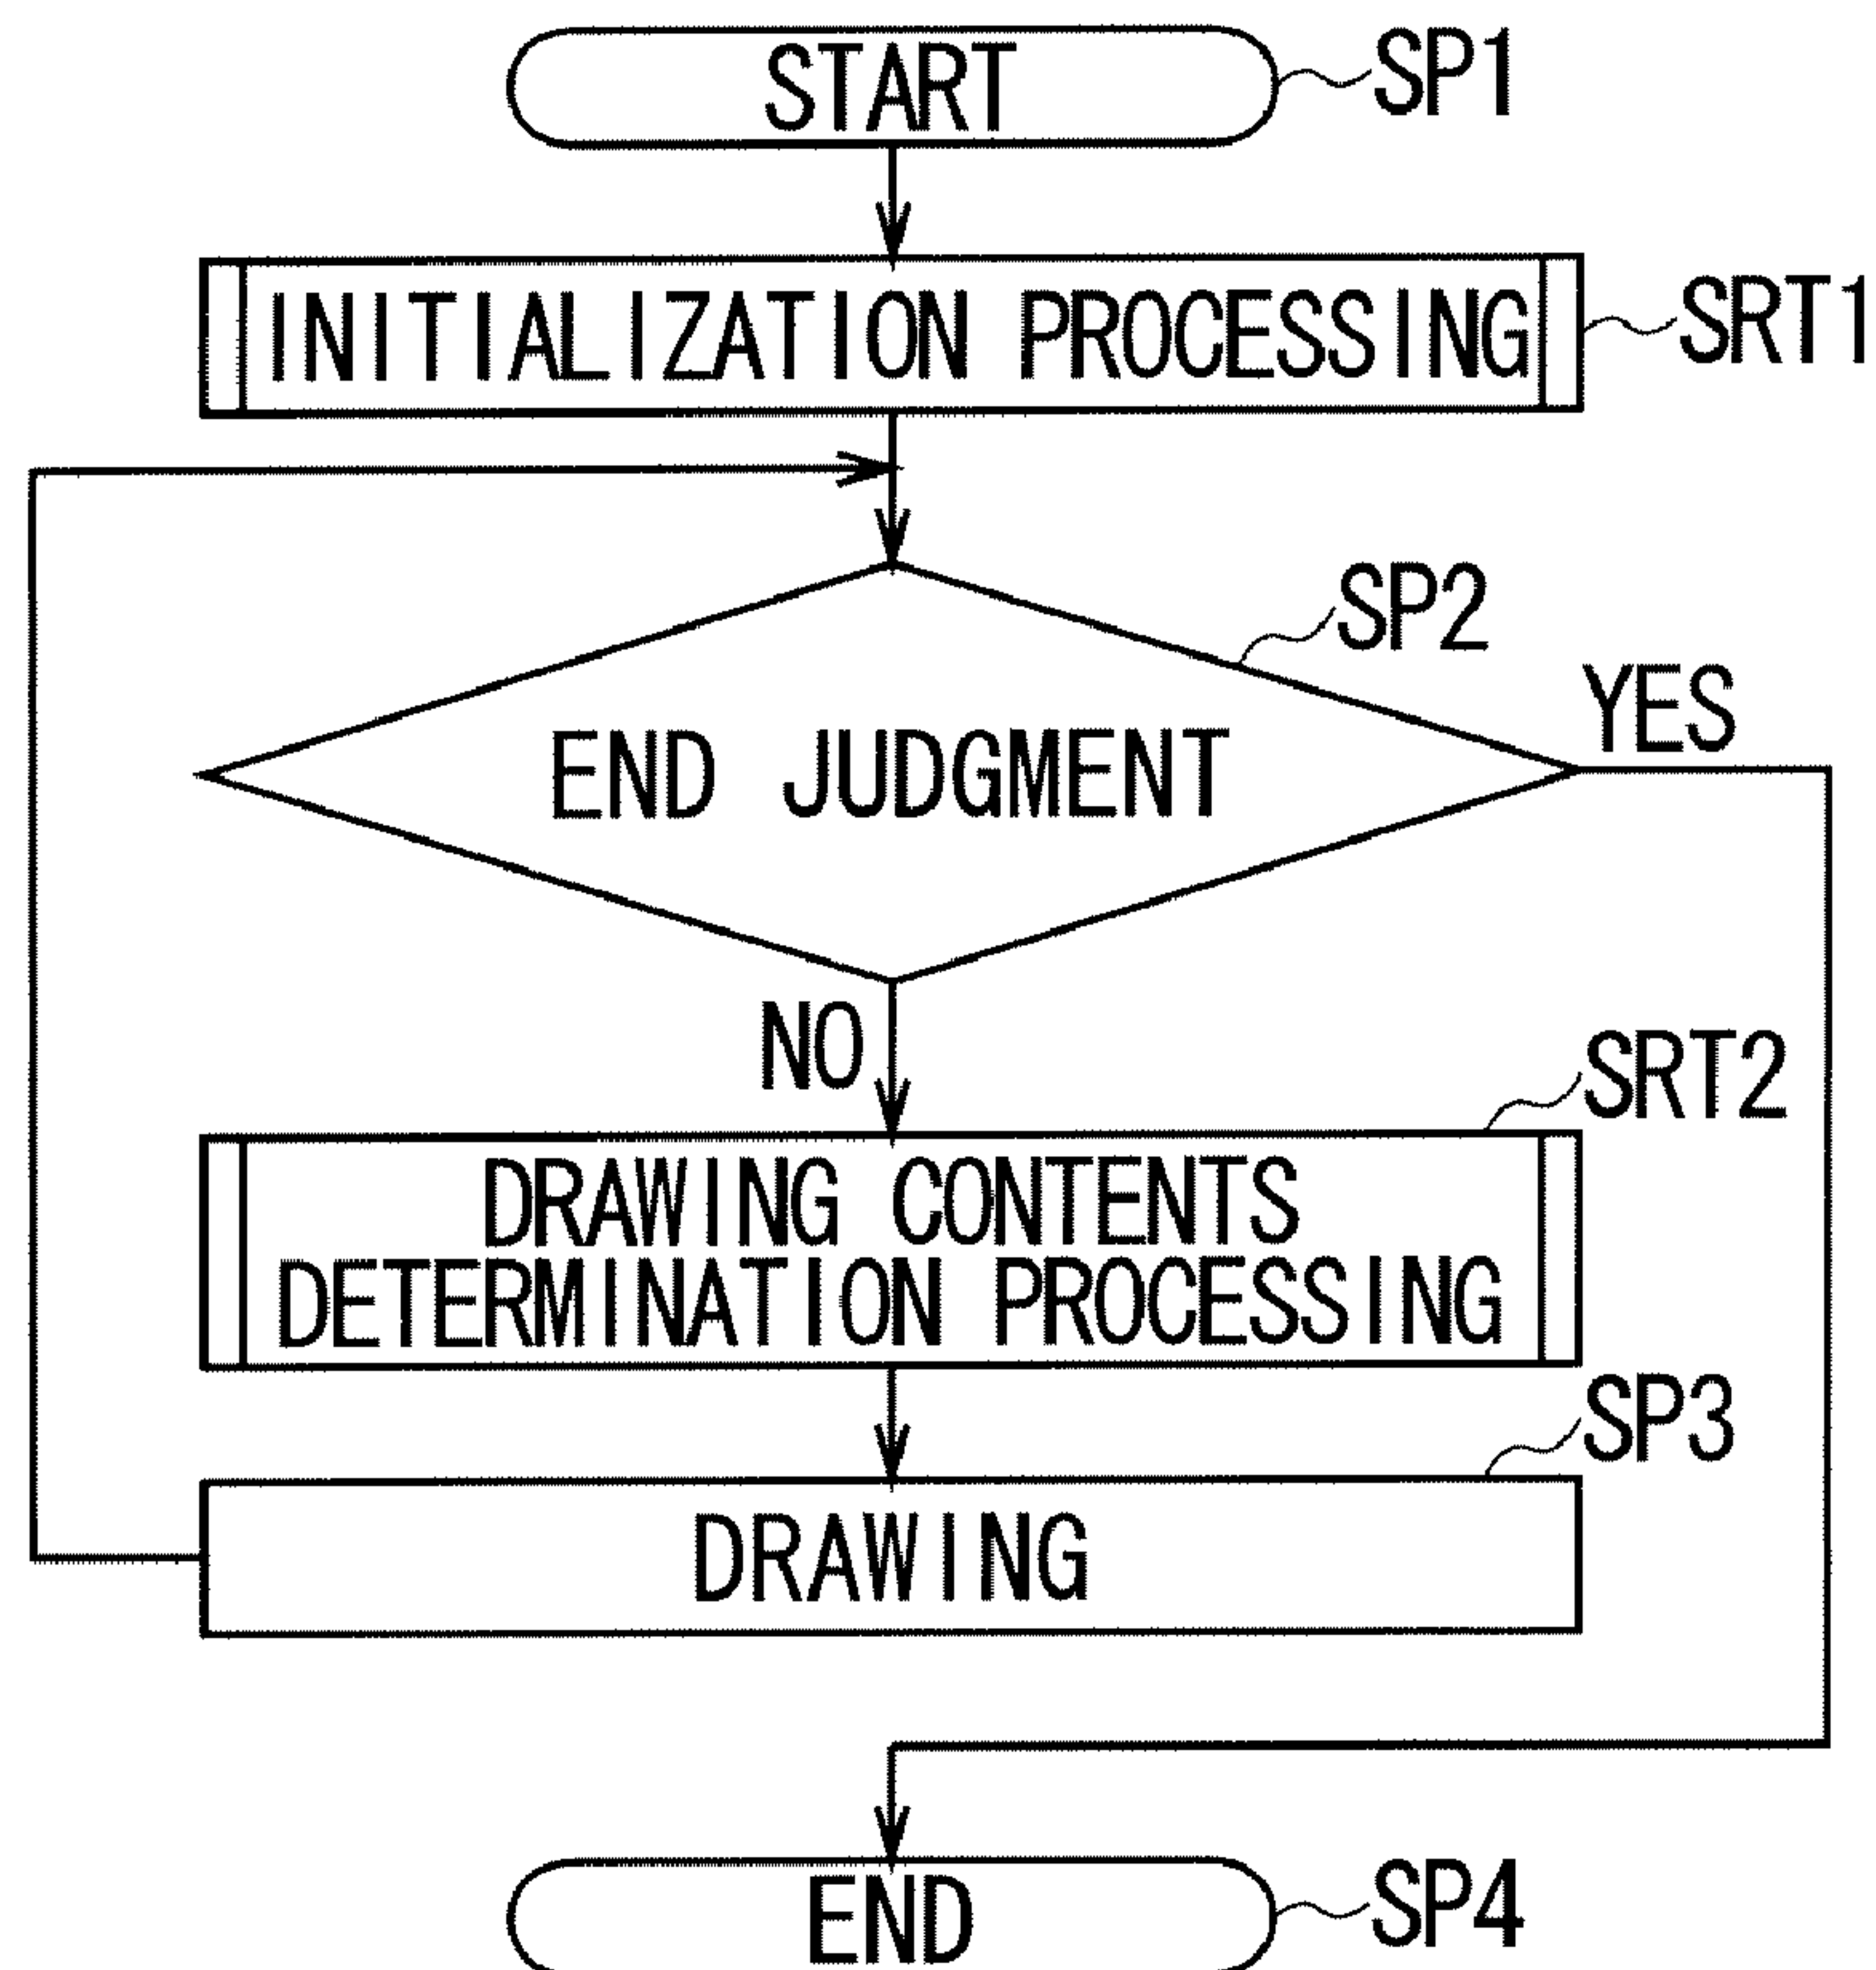 START SP1
INITIALIZATION PROCESSING SRT1
SP2
YES
END JUDGMENT
NO
SRT2
DRAWING CONTENTS
DETERMINATION PROCESSING
SP3
DRAWING
END SP4